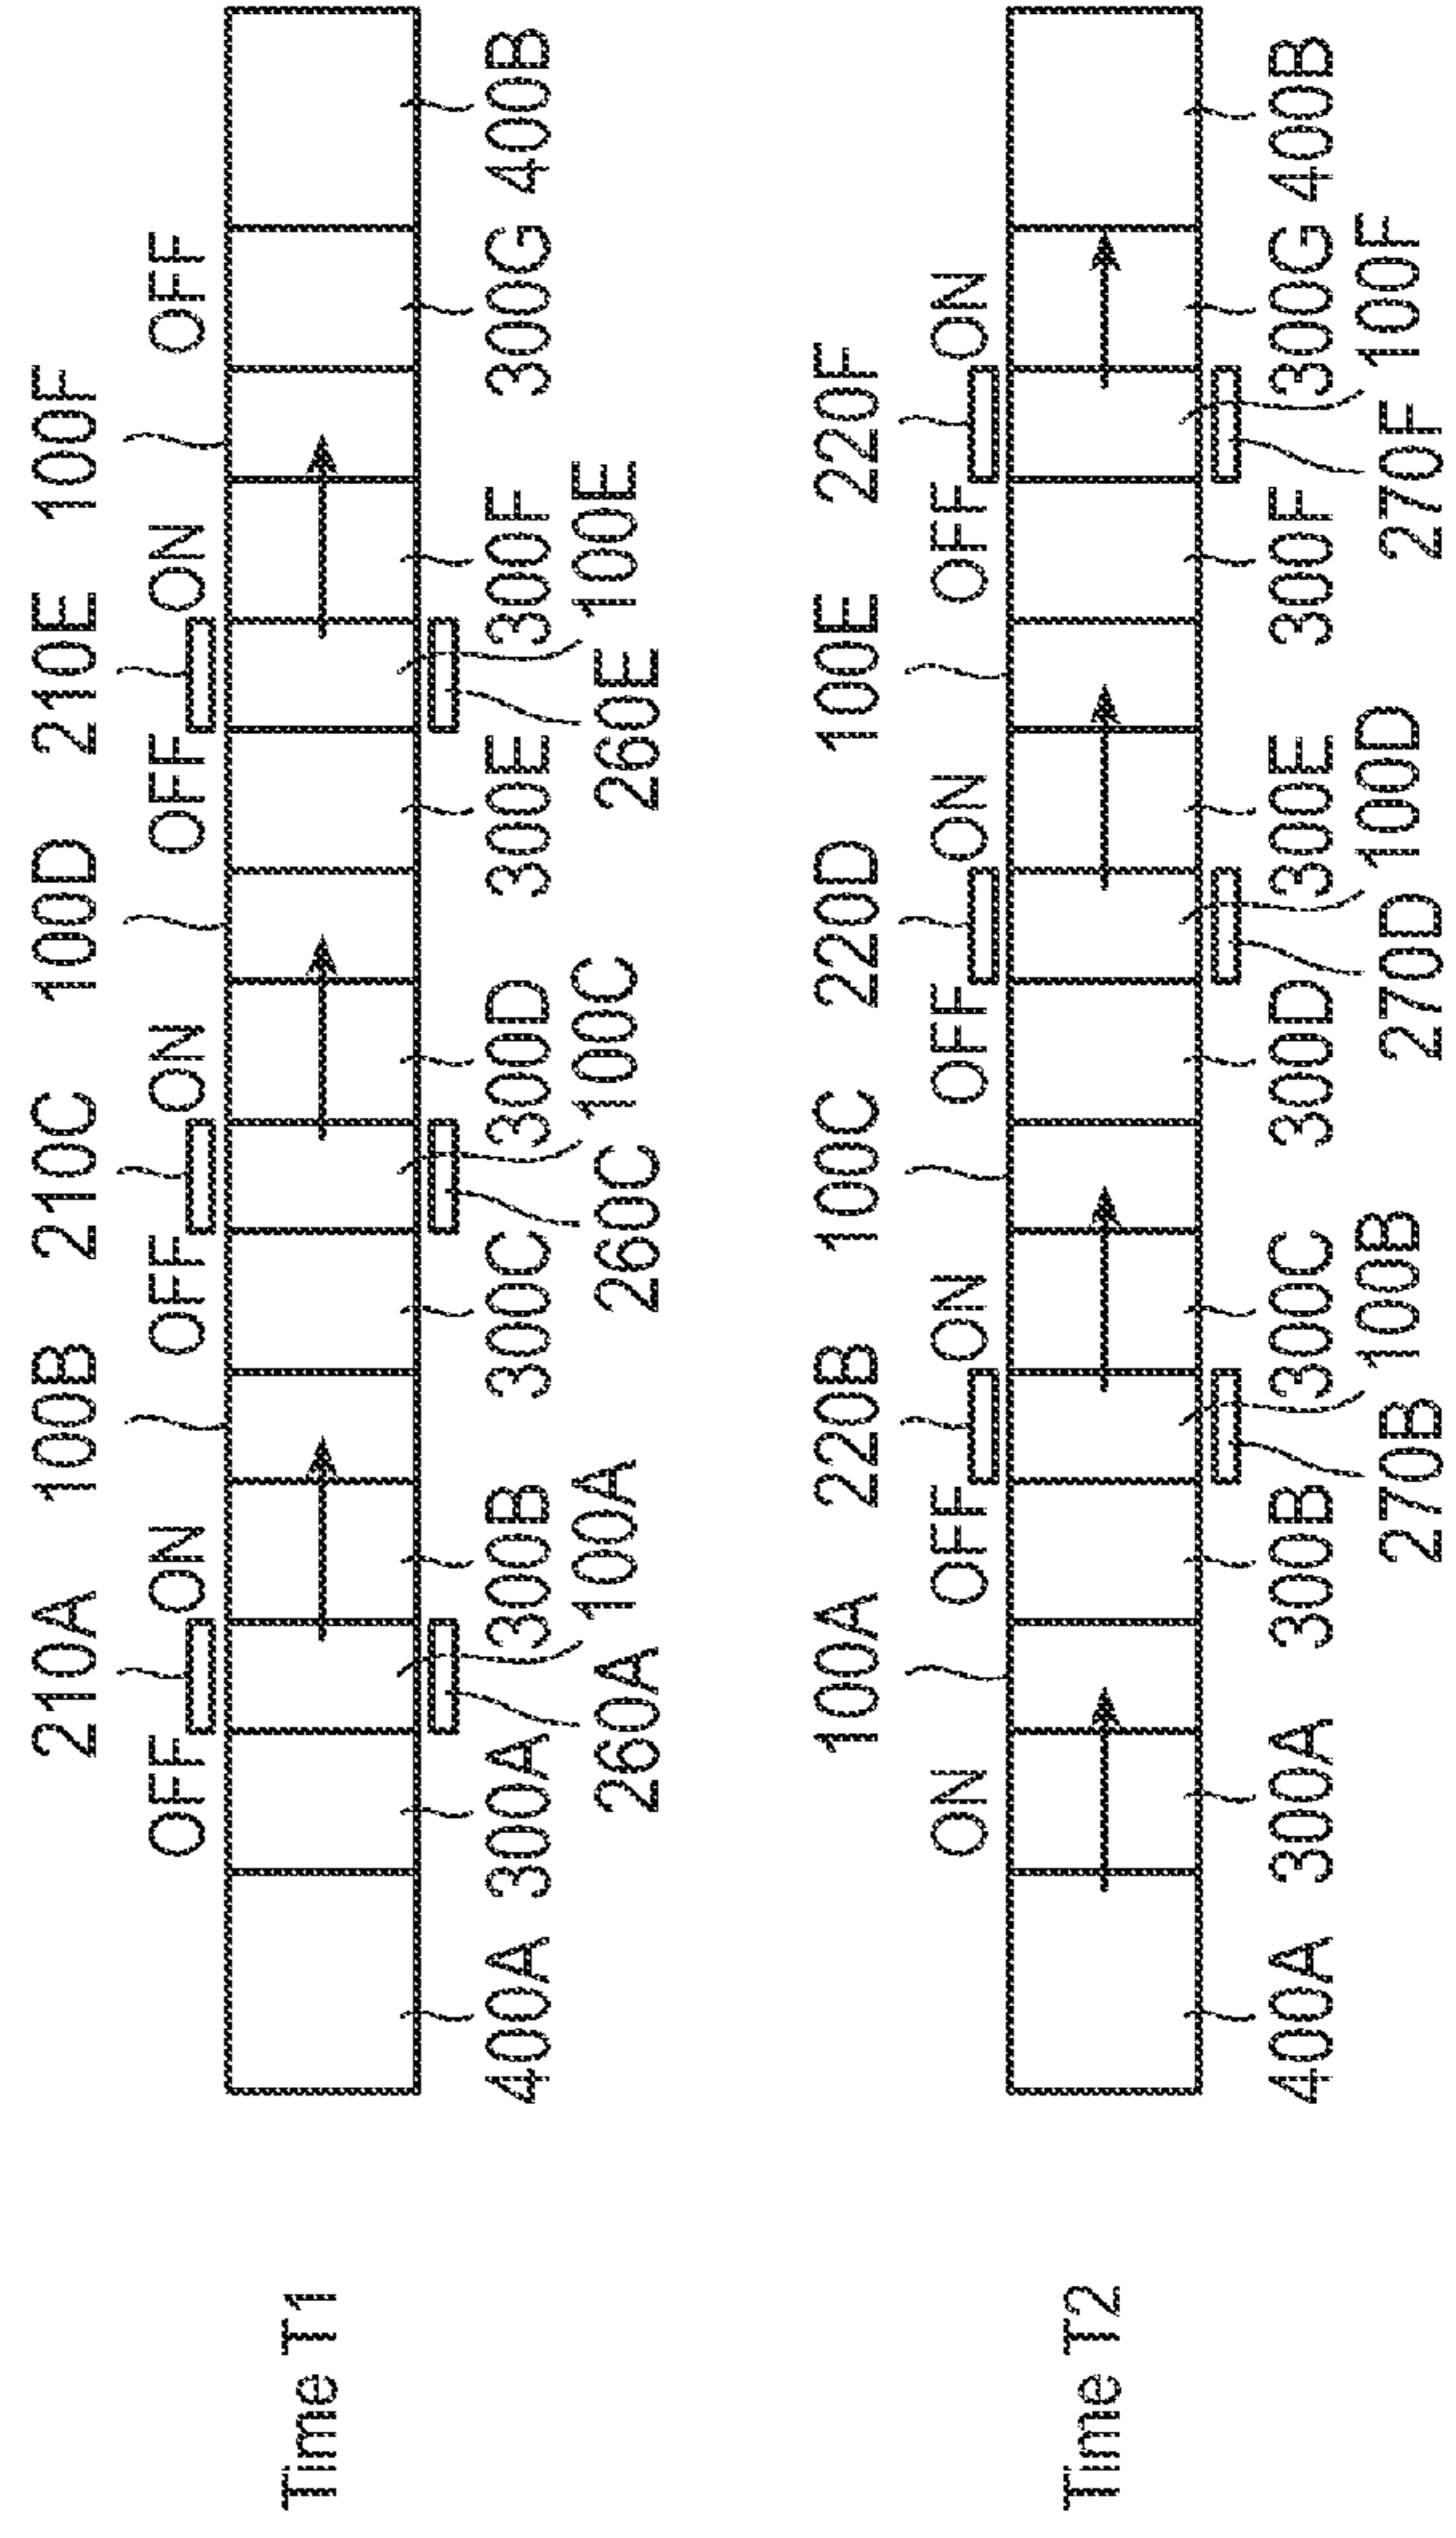 210A 100B 210C 100D 210E 100F
OFF ON OFF ON OFF ON OFF
Time T1
400A 300A 300B 300C 300D 300E 300F 300G 400B
100A 100C 100E
260A 260C 260E
100A 220B 100C 220D 100E 220F
ON OFF ON OFF ON OFF ON
Time T2
400A 300A 300B 300C 300D 300E 300F 300G 400B
100B 100D 100F
270B 270D 270F